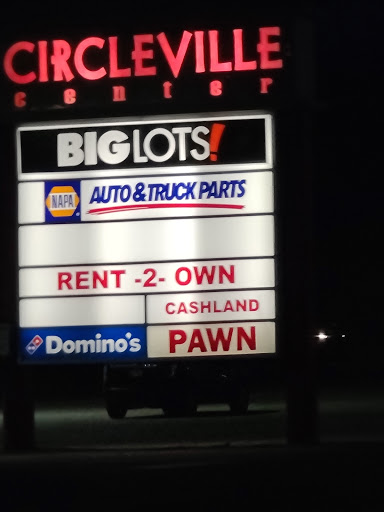 CIRCLEVILLE
center
BIGLOTS!
NAPA AUTO & TRUCK PARTS
RENT -2- OWN
CASHLAND
Domino's PAWN